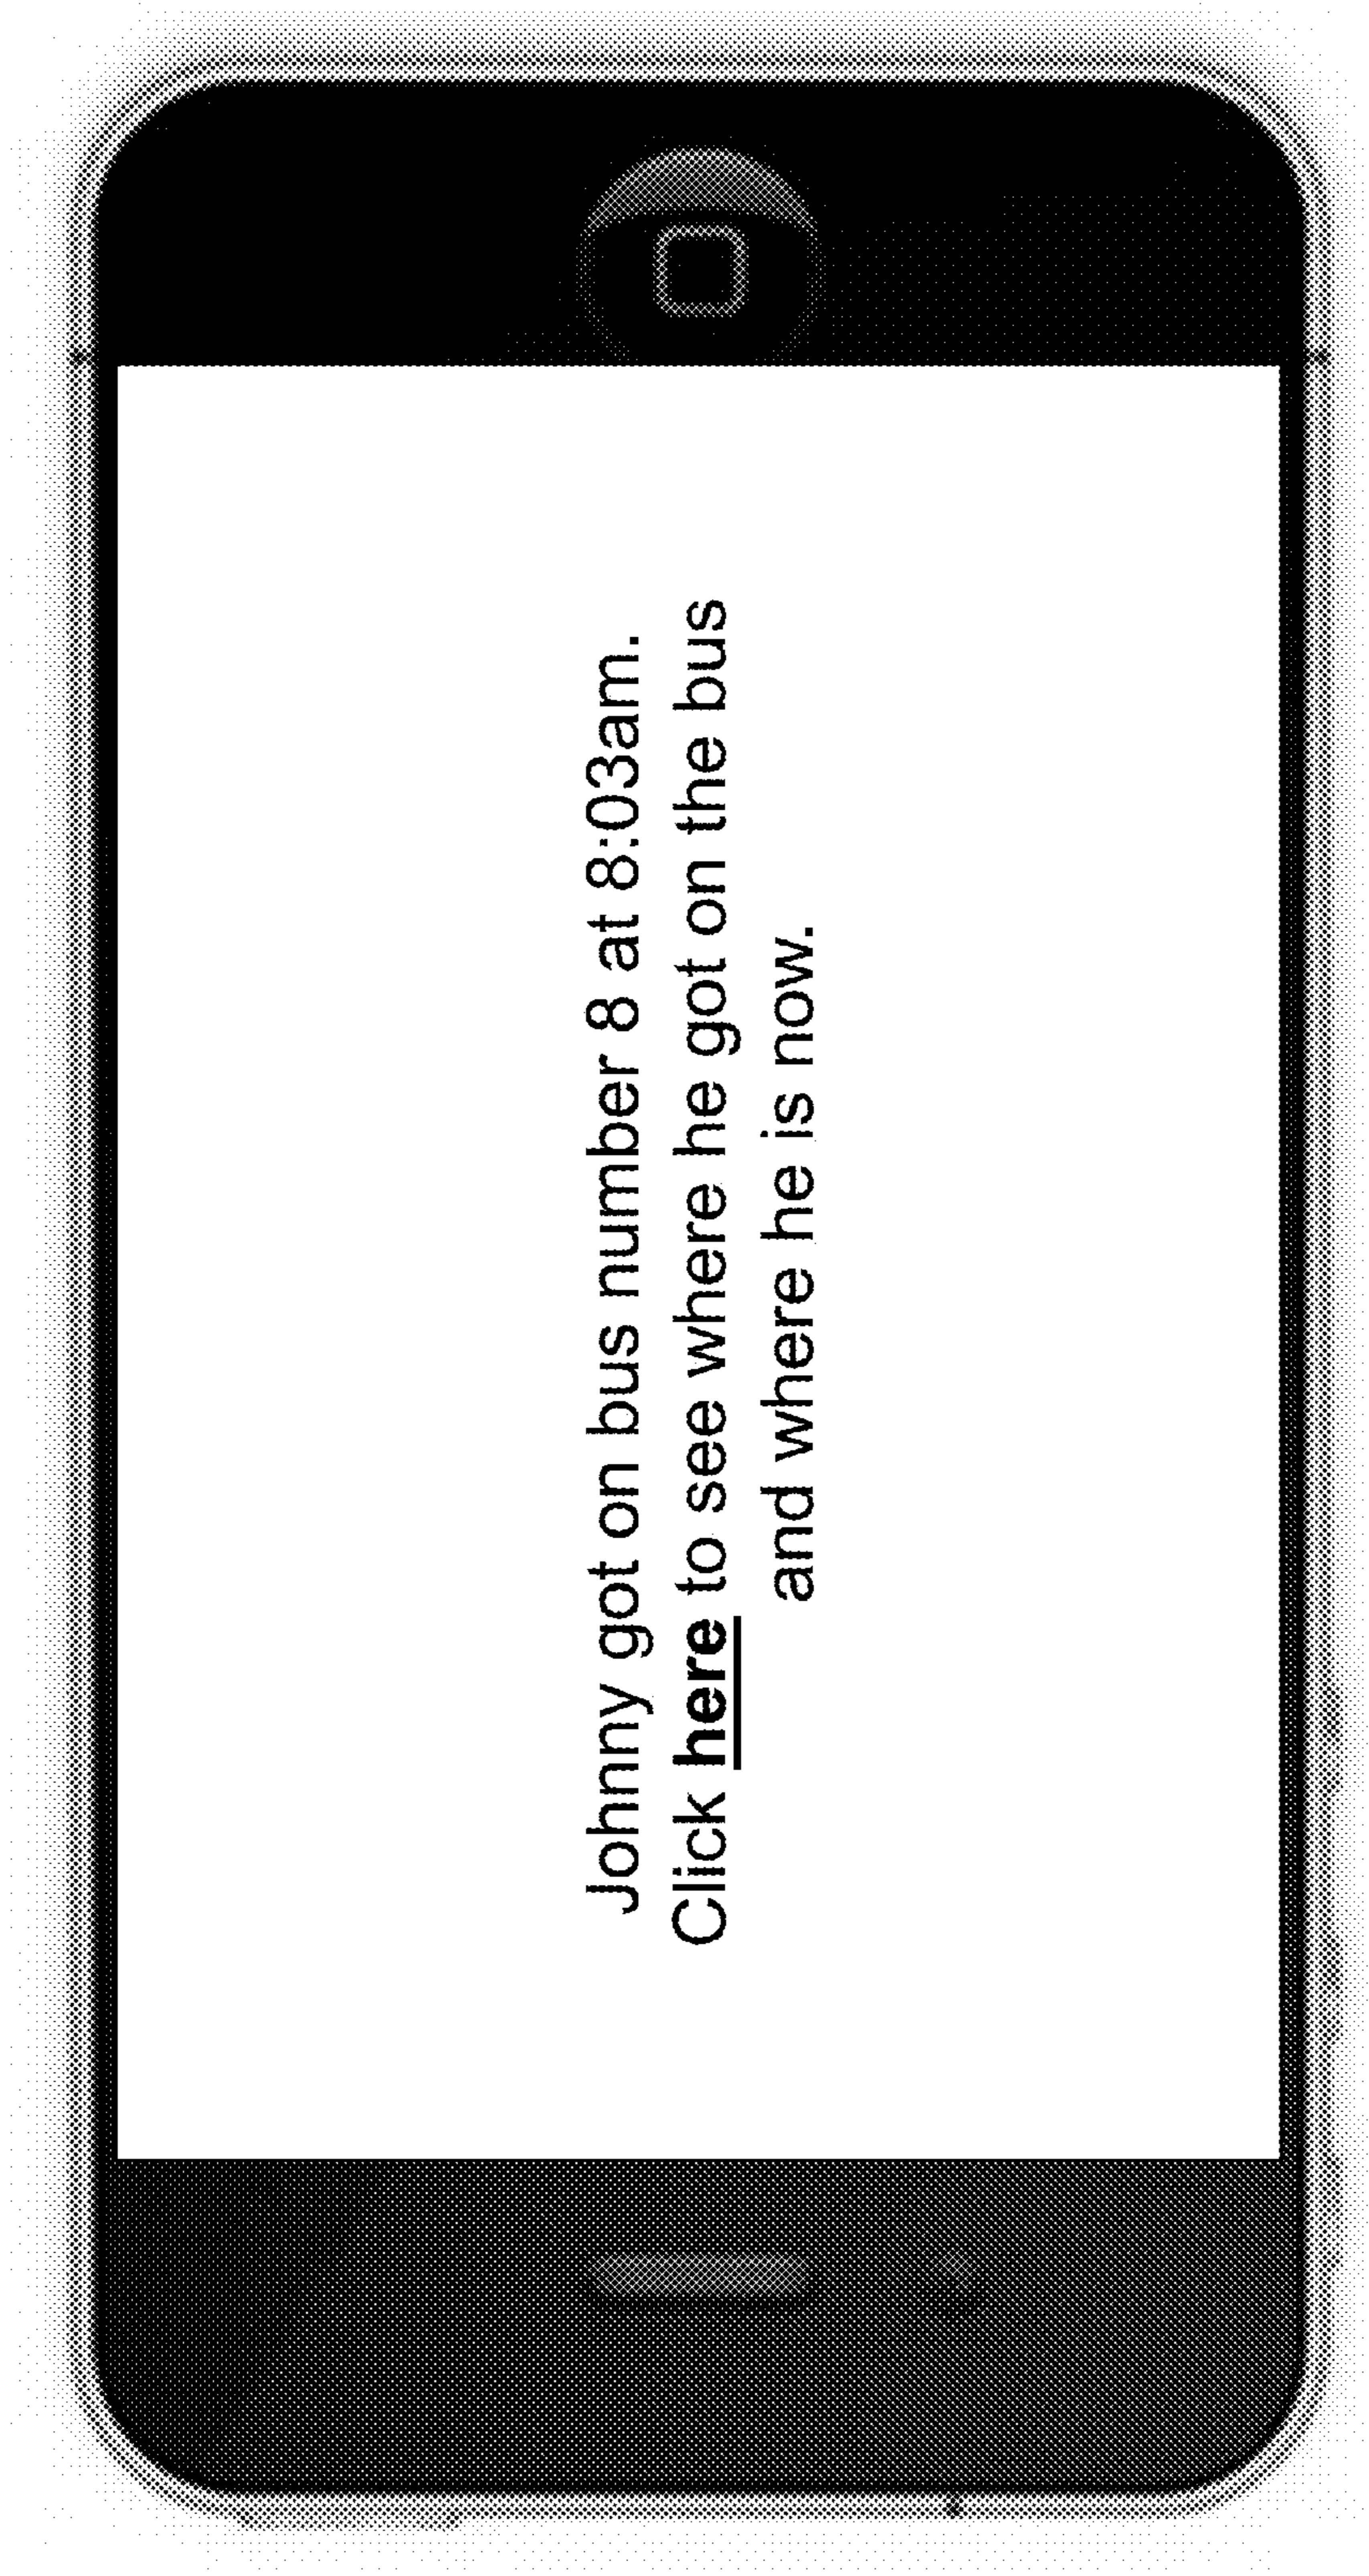 Johnny got on bus number 8 at 8:03am.
Click here to see where he got on the bus
and where he is now.